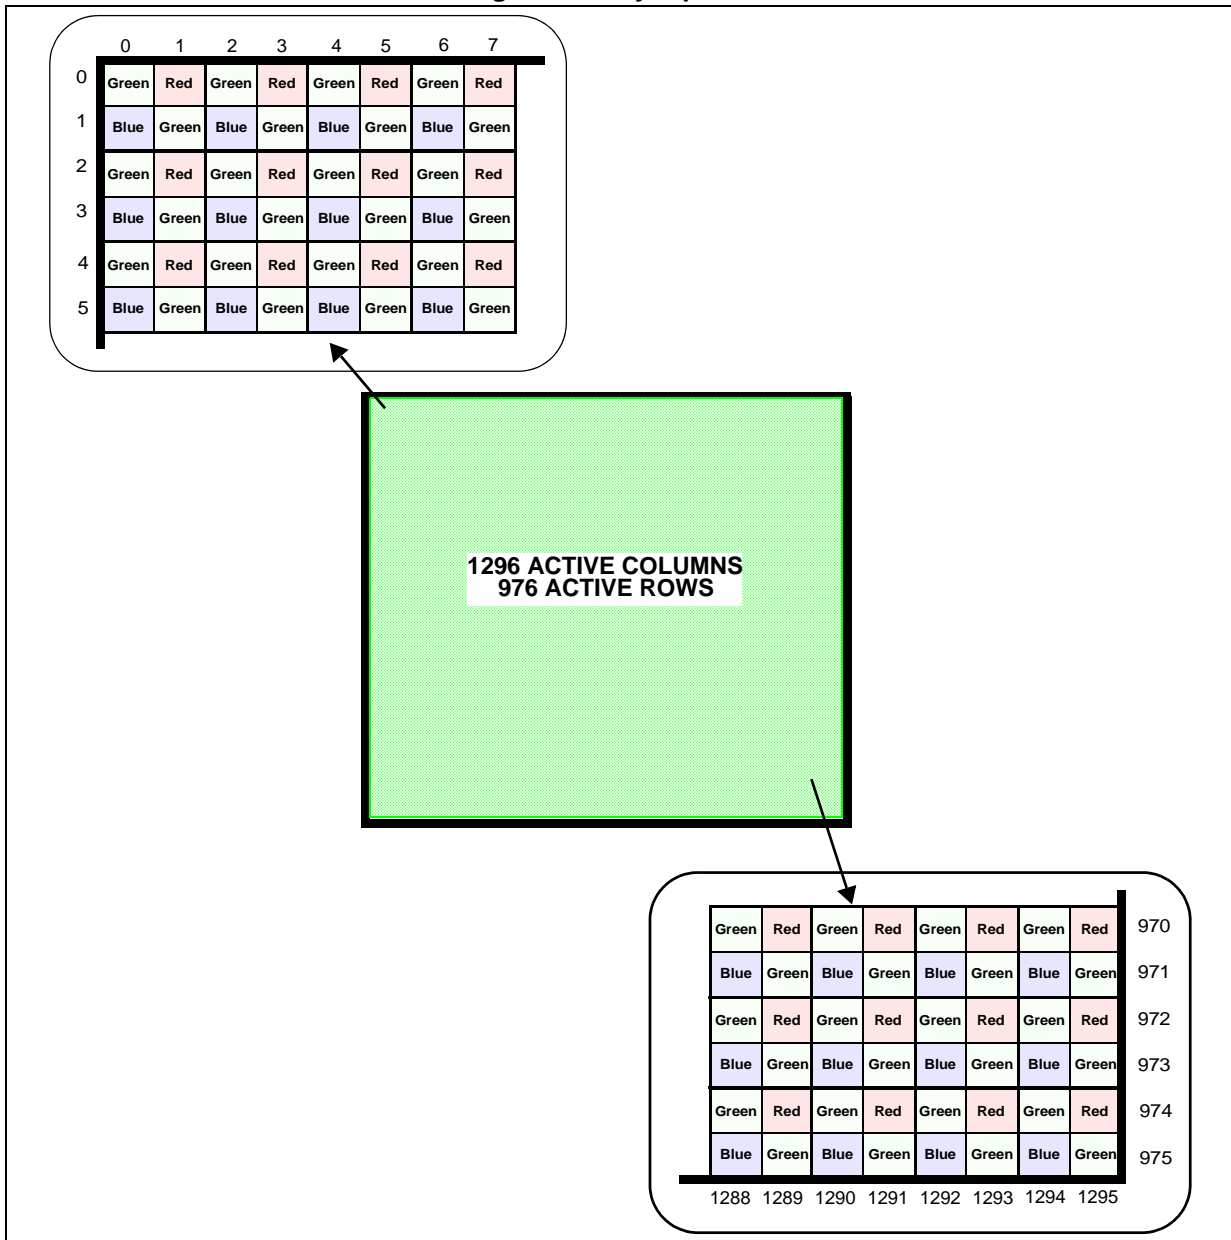 0 1 2 3 4 5 6 7
0 Green Red Green Red Green Red Green Red
1 Blue Green Blue Green Blue Green Blue Green
2 Green Red Green Red Green Red Green Red
3 Blue Green Blue Green Blue Green Blue Green
4 Green Red Green Red Green Red Green Red
5 Blue Green Blue Green Blue Green Blue Green
1296 ACTIVE COLUMNS
976 ACTIVE ROWS
Green Red Green Red Green Red Green Red 970
Blue Green Blue Green Blue Green Blue Green 971
Green Red Green Red Green Red Green Red 972
Blue Green Blue Green Blue Green Blue Green 973
Green Red Green Red Green Red Green Red 974
Blue Green Blue Green Blue Green Blue Green 975
1288 1289 1290 1291 1292 1293 1294 1295